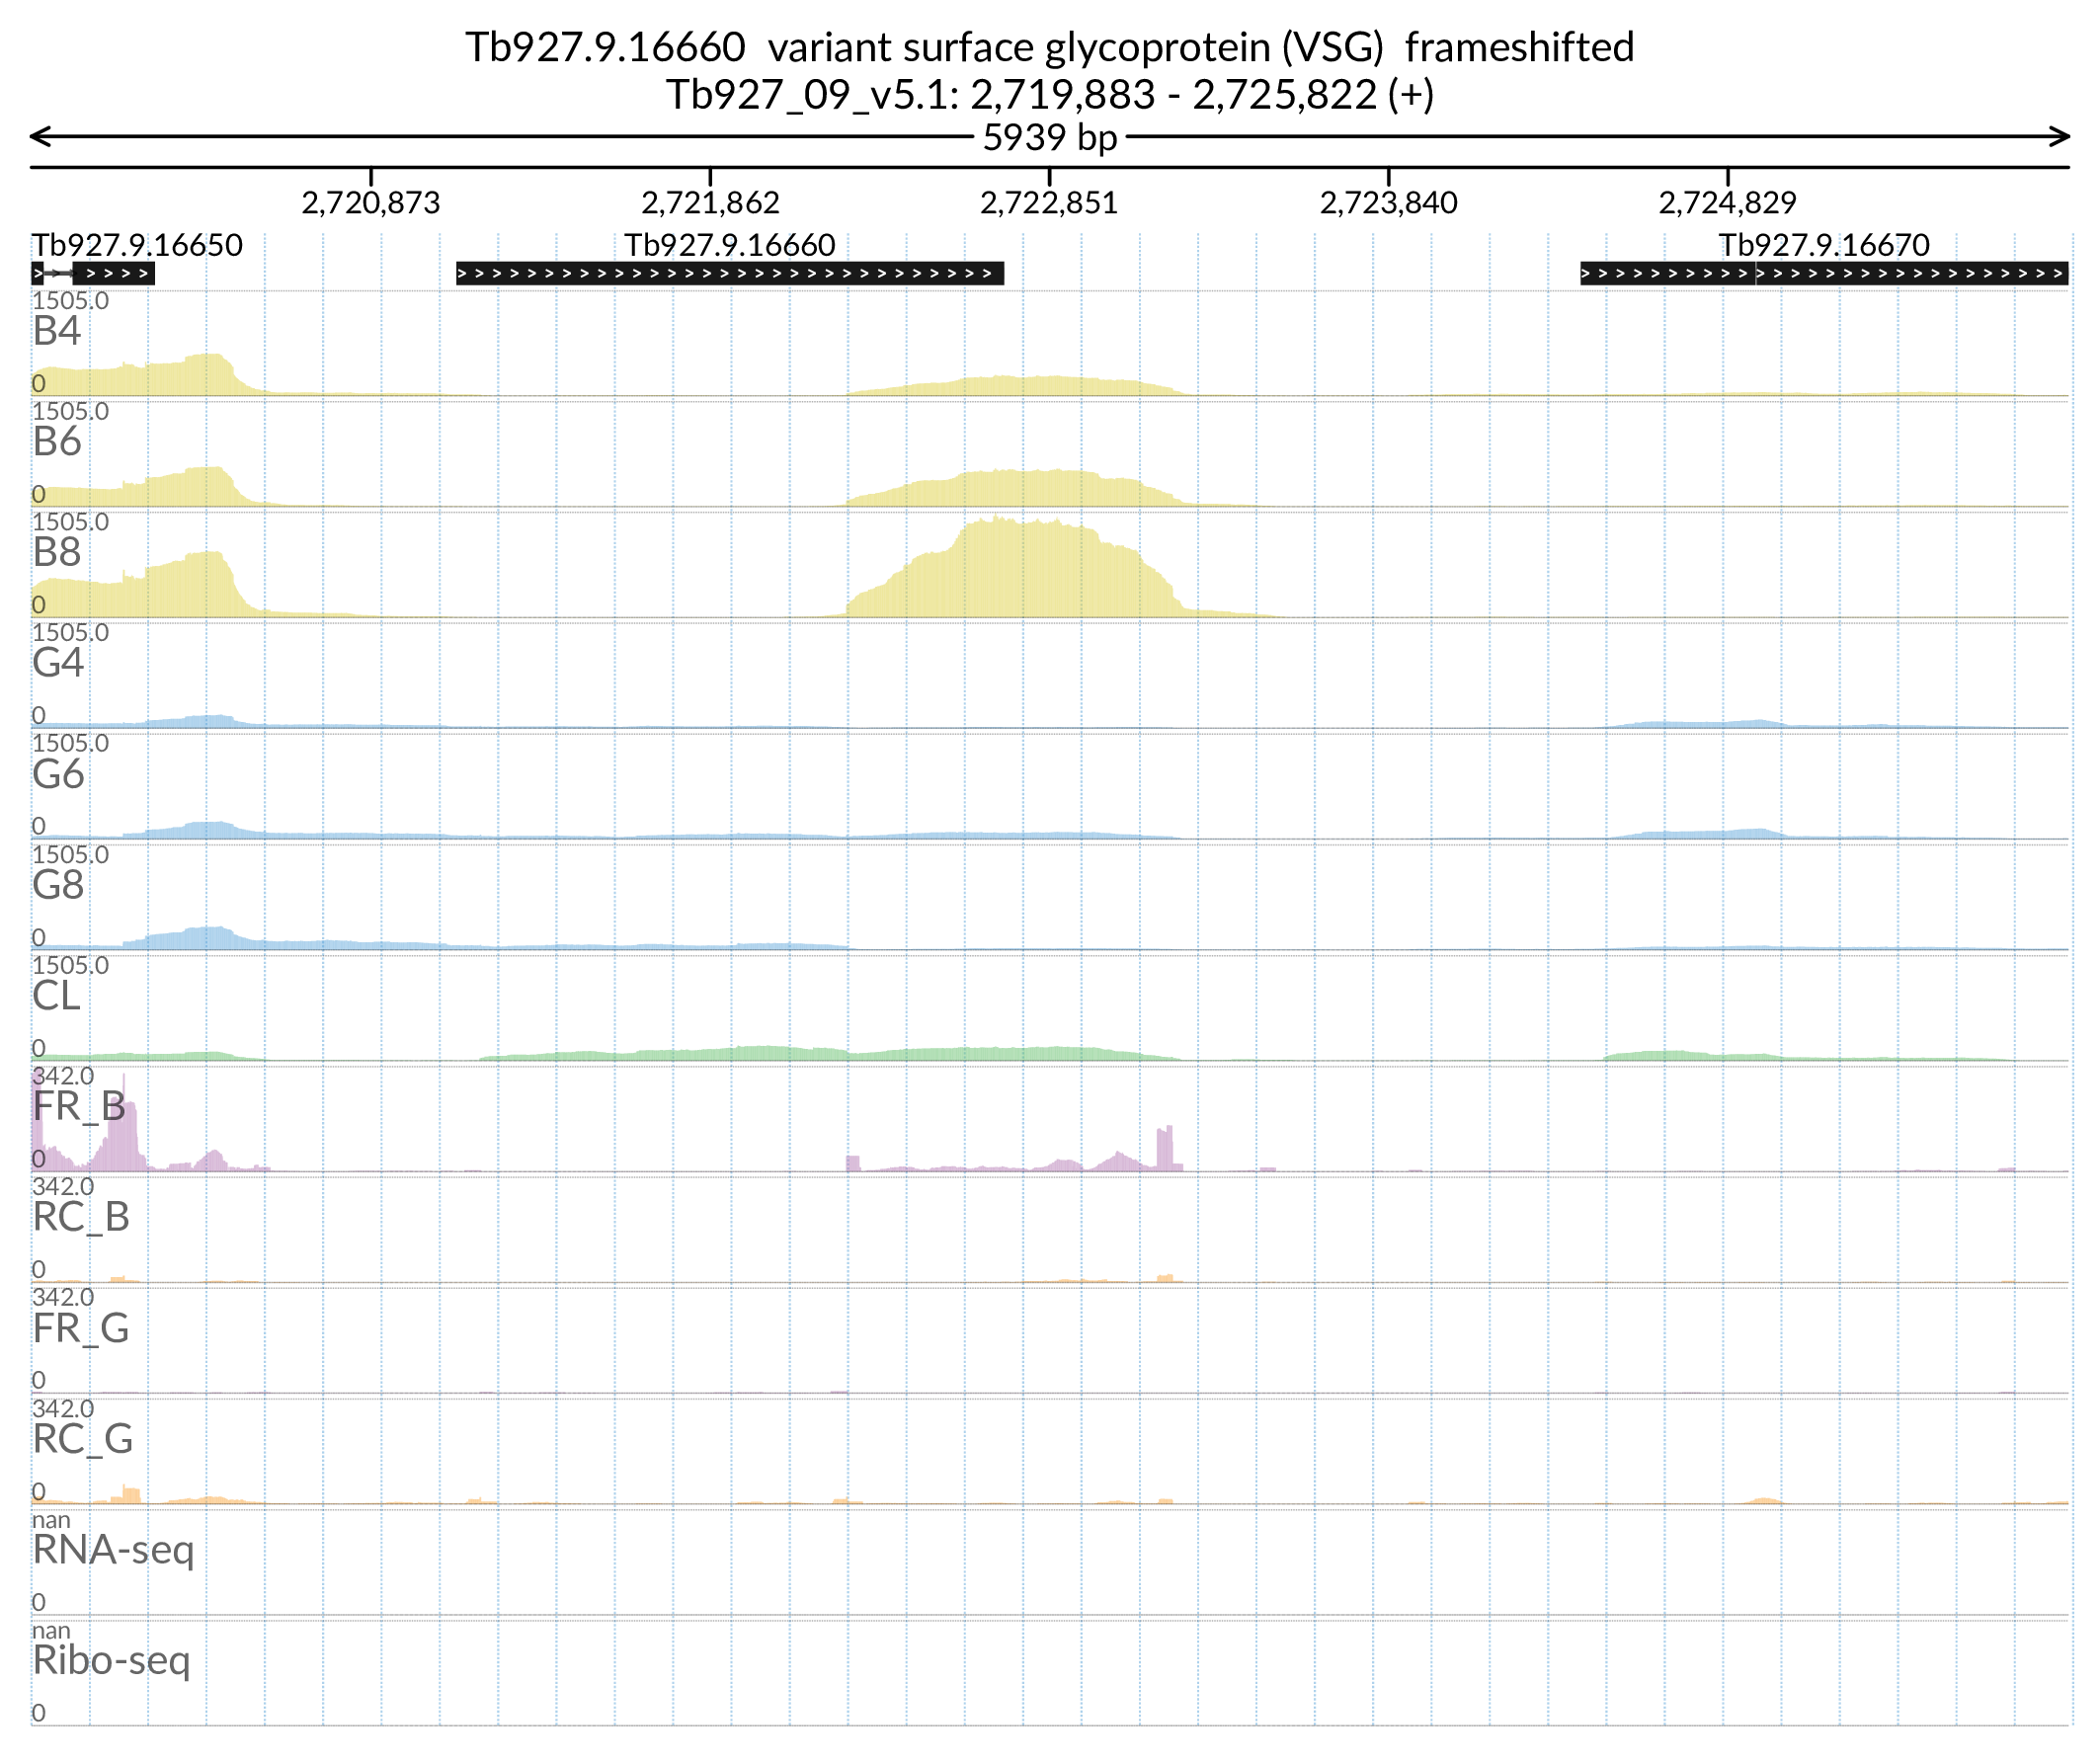 Tb927.9.16660  variant surface glycoprotein (VSG)  frameshifted
Tb927_09_v5.1: 2,719,883 - 2,725,822 (+)
5939 bp
2,720,873 2,721,862 2,722,851 2,723,840 2,724,829
Tb927.9.16650 Tb927.9.16660 Tb927.9.16670
1505.0
B4
0
1505.0
B6
0
1505.0
B8
0
1505.0
G4
0
1505.0
G6
0
1505.0
G8
0
1505.0
CL
0
342.0
FR_B
0
342.0
RC_B
0
342.0
FR_G
0
342.0
RC_G
0
nan
RNA-seq
0
nan
Ribo-seq
0